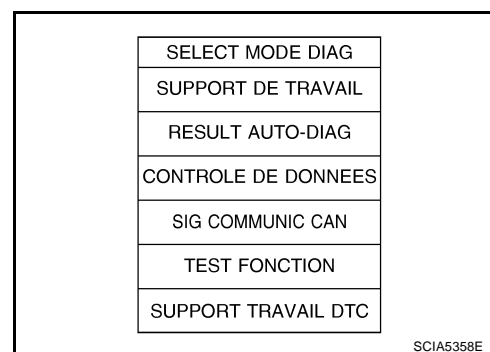 SELECT MODE DIAG
SUPPORT DE TRAVAIL
RESULT AUTO-DIAG
CONTROLE DE DONNEES
SIG COMMUNIC CAN
TEST FONCTION
SUPPORT TRAVAIL DTC
SCIA5358E